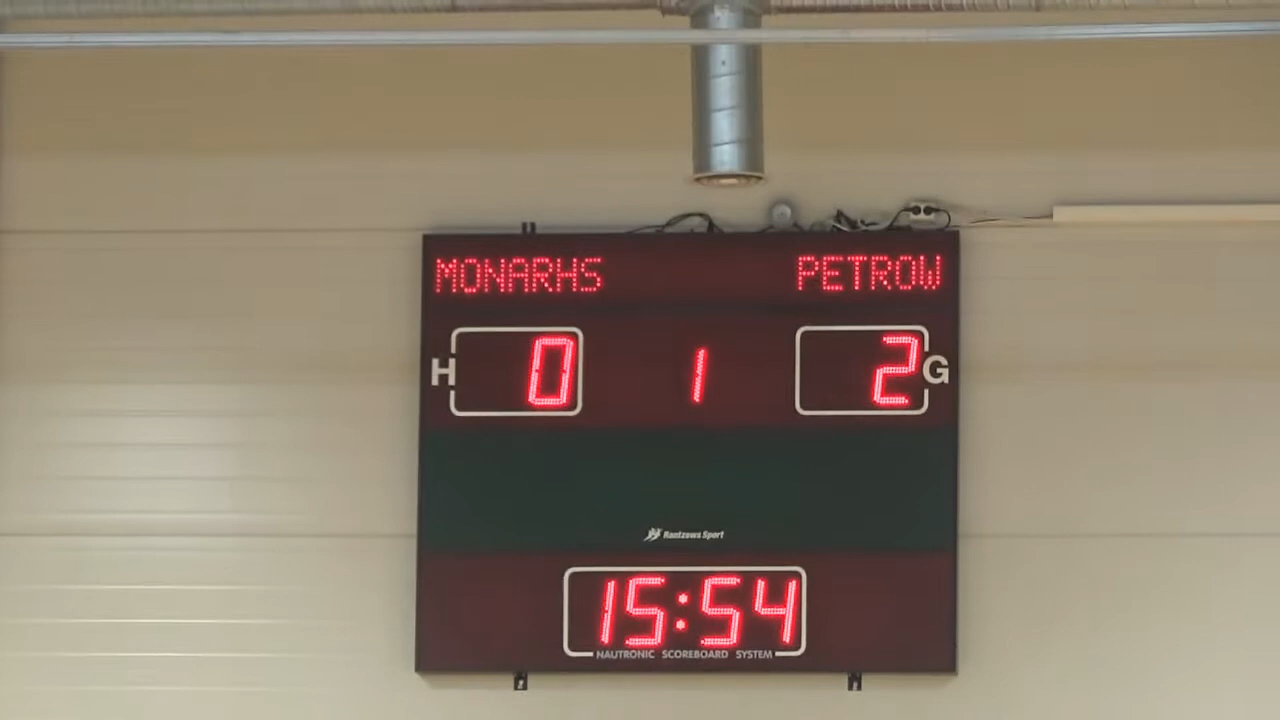 MONARHS PETROW
H 0 1 2 G
Rantzows Sport
15:54
NAUTRONIC SCOREBOARD SYSTEM